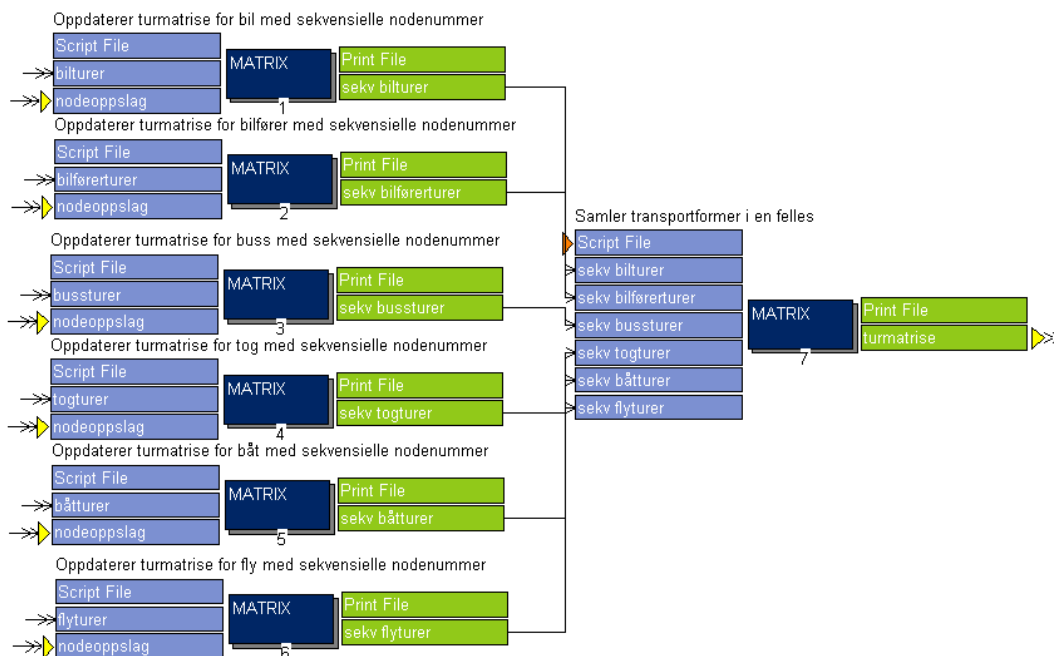 Oppdaterer turmatrise for bil med sekvensielle nodenummer
Script File
bilturer
nodeoppslag
MATRIX
1
Print File
sekv bilturer
Oppdaterer turmatrise for bilfører med sekvensielle nodenummer
Script File
bilførerturer
nodeoppslag
MATRIX
2
Print File
sekv bilførerturer
Oppdaterer turmatrise for buss med sekvensielle nodenummer
Script File
bussturer
nodeoppslag
MATRIX
3
Print File
sekv bussturer
Oppdaterer turmatrise for tog med sekvensielle nodenummer
Script File
togturer
nodeoppslag
MATRIX
4
Print File
sekv togturer
Oppdaterer turmatrise for båt med sekvensielle nodenummer
Script File
båtturer
nodeoppslag
MATRIX
5
Print File
sekv båtturer
Oppdaterer turmatrise for fly med sekvensielle nodenummer
Script File
flyturer
nodeoppslag
MATRIX
6
Print File
sekv flyturer
Samler transportformer i en felles
Script File
sekv bilturer
sekv bilførerturer
sekv bussturer
sekv togturer
sekv båtturer
sekv flyturer
MATRIX
7
Print File
turmatrise